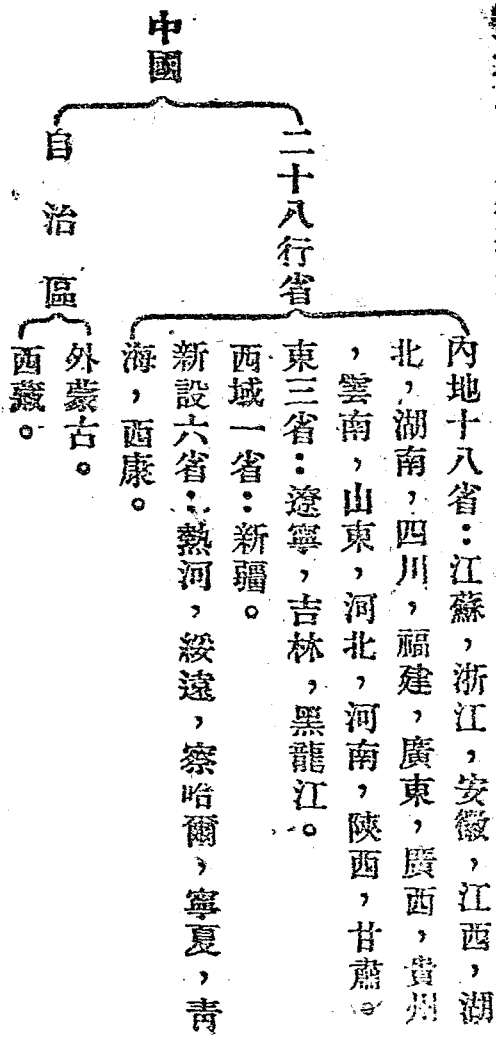 中國
二十八行省
內地十八省：江蘇，浙江，安徽，江西，湖
北，湖南，四川，福建，廣東，廣西，貴州
，雲南，山東，河北，河南，陝西，甘肅。
東三省：遼寧，吉林，黑龍江。
西域一省：新疆。
新設六省：熱河，綏遠，察哈爾，寧夏，靑
海，西康。
自治區
外蒙古。
西藏。